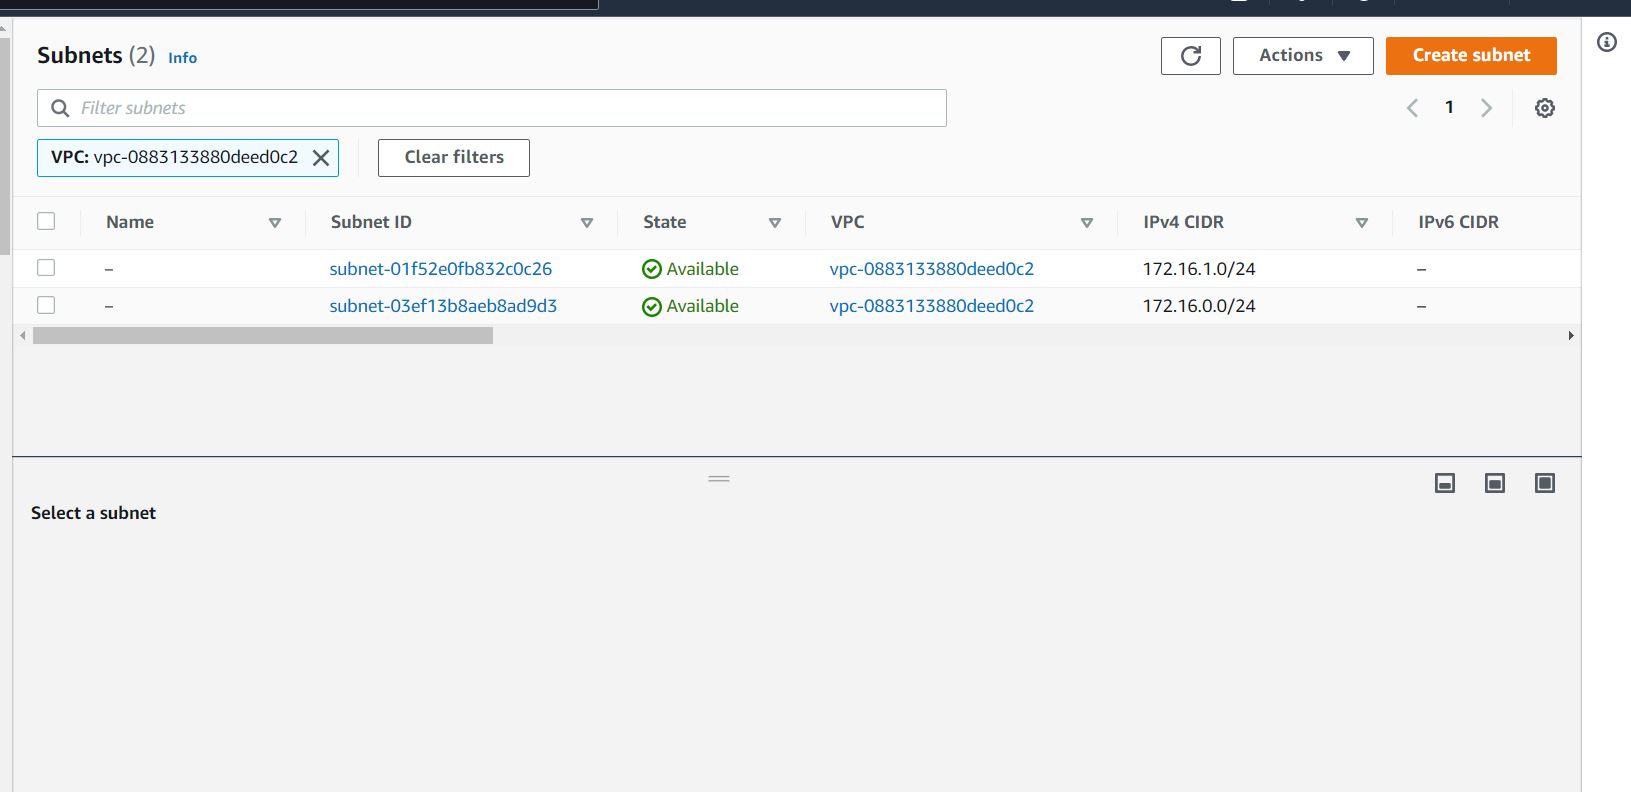 Subnets (2) Info
Actions
Create subnet
Filter subnets
1
VPC: vpc-0883133880deed0c2
Clear filters
Name Subnet ID State VPC IPv4 CIDR IPv6 CIDR
– subnet-01f52e0fb832c0c26 Available vpc-0883133880deed0c2 172.16.1.0/24 –
– subnet-03ef13b8aeb8ad9d3 Available vpc-0883133880deed0c2 172.16.0.0/24 –
Select a subnet